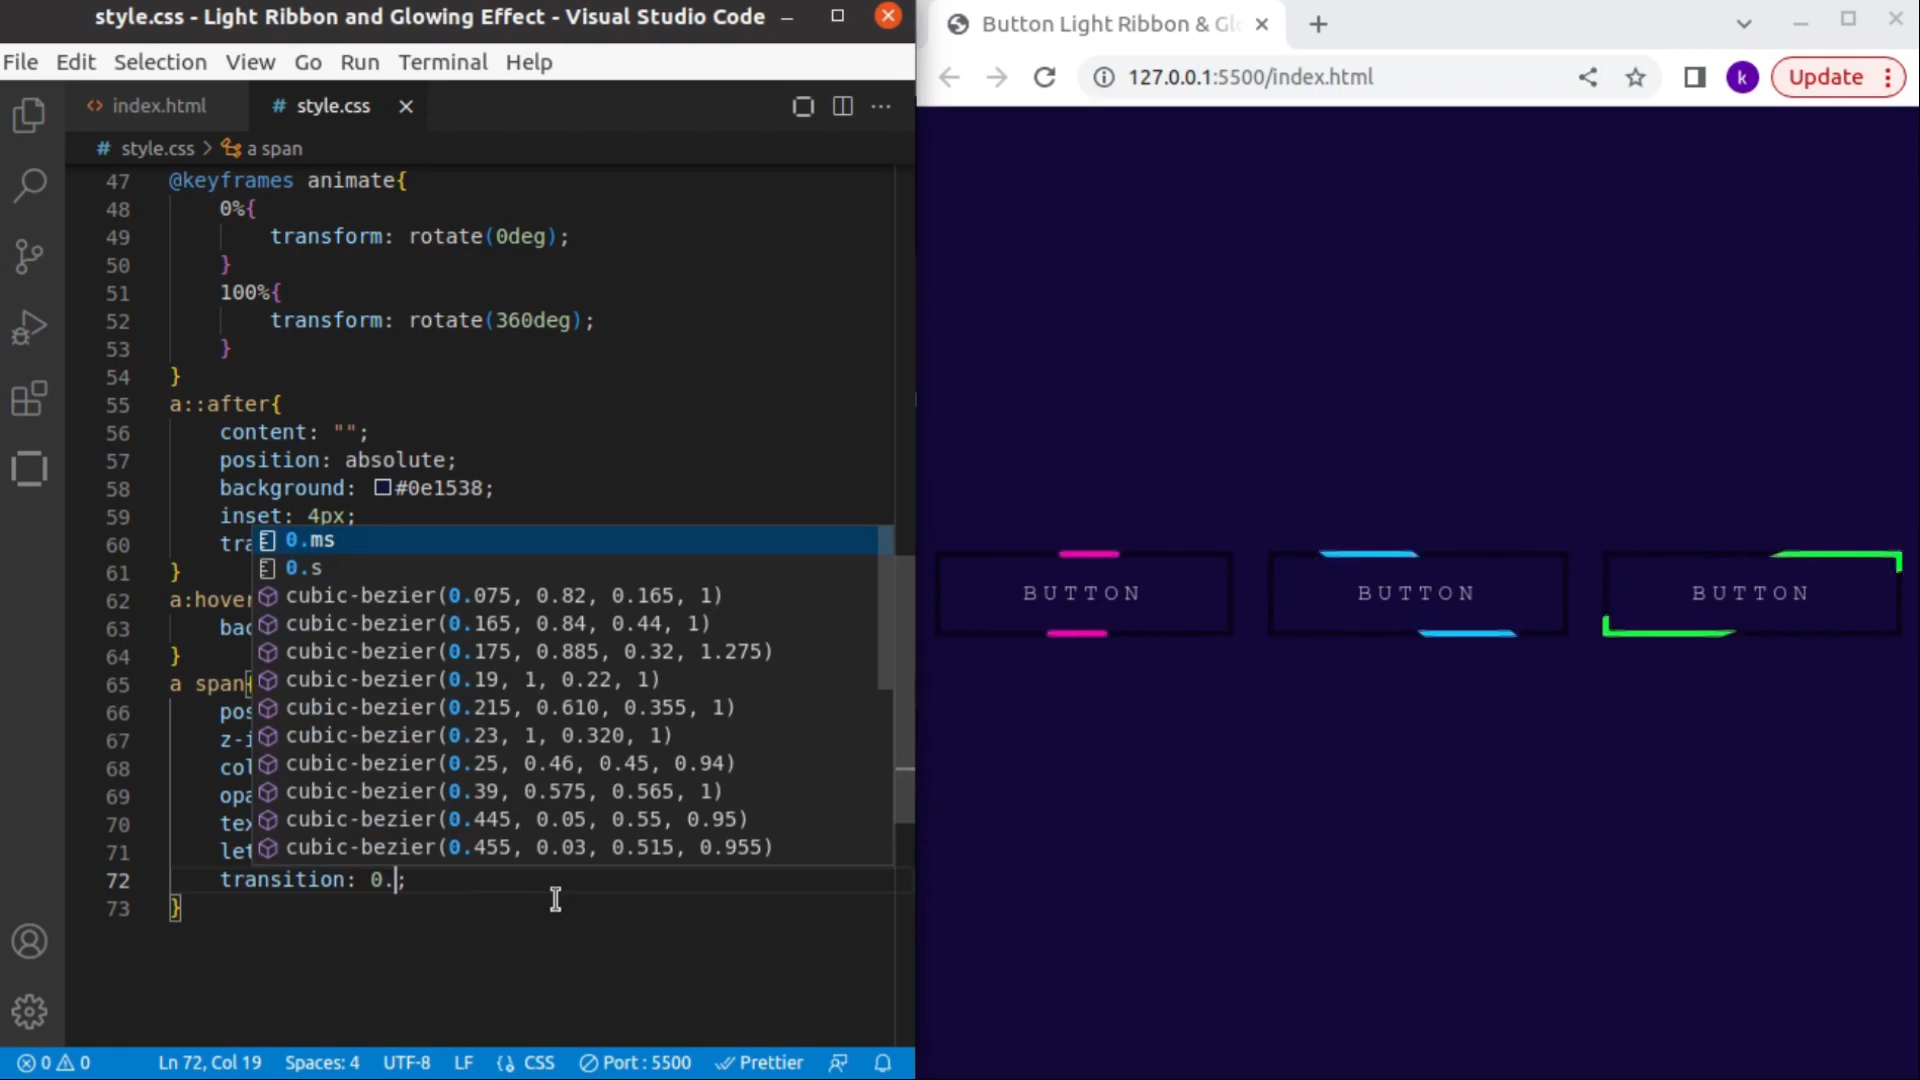 style.css - Light Ribbon and Glowing Effect - Visual Studio Code
File Edit Selection View Go Run Terminal Help
index.html
# style.css
# style.css > a span
47 @keyframes animate{
48 0%{
49 transform: rotate(0deg);
50 }
51 100%{
52 transform: rotate(360deg);
53 }
54 }
55 a::after{
56 content: "";
57 position: absolute;
58 background: #0e1538;
59 inset: 4px;
60 tra
61 }
62 a:hover
63 bac
64 }
65 a span{
66 pos
67 z-i
68 col
69 opa
70 tex
71 let
72 transition: 0.;
73 }
0.ms
0.s
cubic-bezier(0.075, 0.82, 0.165, 1)
cubic-bezier(0.165, 0.84, 0.44, 1)
cubic-bezier(0.175, 0.885, 0.32, 1.275)
cubic-bezier(0.19, 1, 0.22, 1)
cubic-bezier(0.215, 0.610, 0.355, 1)
cubic-bezier(0.23, 1, 0.320, 1)
cubic-bezier(0.25, 0.46, 0.45, 0.94)
cubic-bezier(0.39, 0.575, 0.565, 1)
cubic-bezier(0.445, 0.05, 0.55, 0.95)
cubic-bezier(0.455, 0.03, 0.515, 0.955)
0 0 Ln 72, Col 19 Spaces: 4 UTF-8 LF CSS Port : 5500 Prettier
Button Light Ribbon & Glo
127.0.0.1:5500/index.html
k
Update
BUTTON
BUTTON
BUTTON